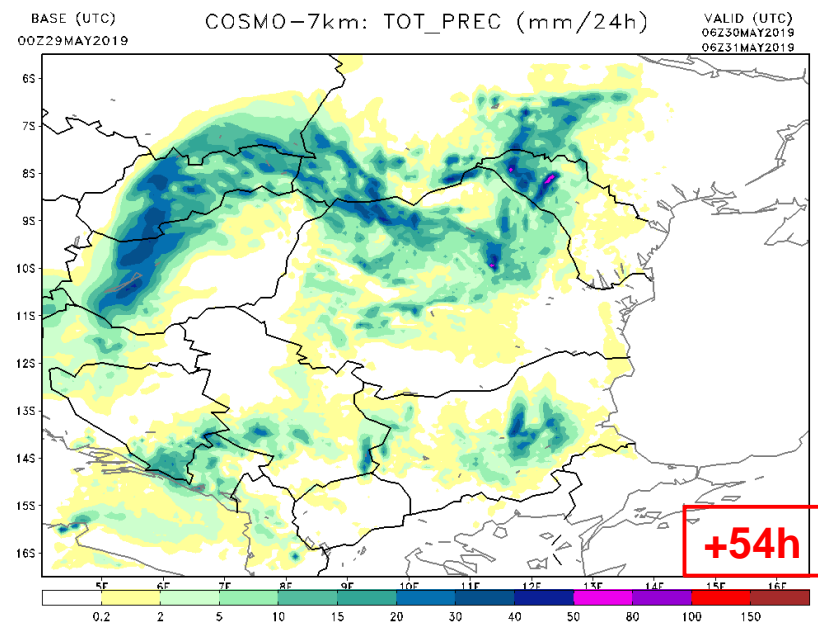 BASE (UTC)
00Z29MAY2019
COSMO-7km: TOT_PREC (mm/24h)
VALID (UTC)
06Z30MAY2019
06Z31MAY2019
6S
7S
8S
9S
10S
11S
12S
13S
14S
15S
16S
5E 6E 7E 8E 9E 10E 11E 12E 13E 14E 15E 16E
+54h
0.2 2 5 10 15 20 30 40 50 80 100 150